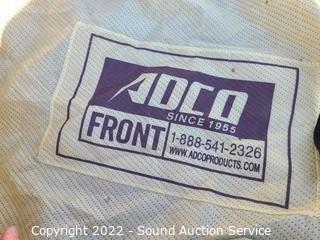 ADCO
SINCE 1955
FRONT
1-888-541-2326
WWW.ADCOPRODUCTS.COM
Copyright 2022 - Sound Auction Service